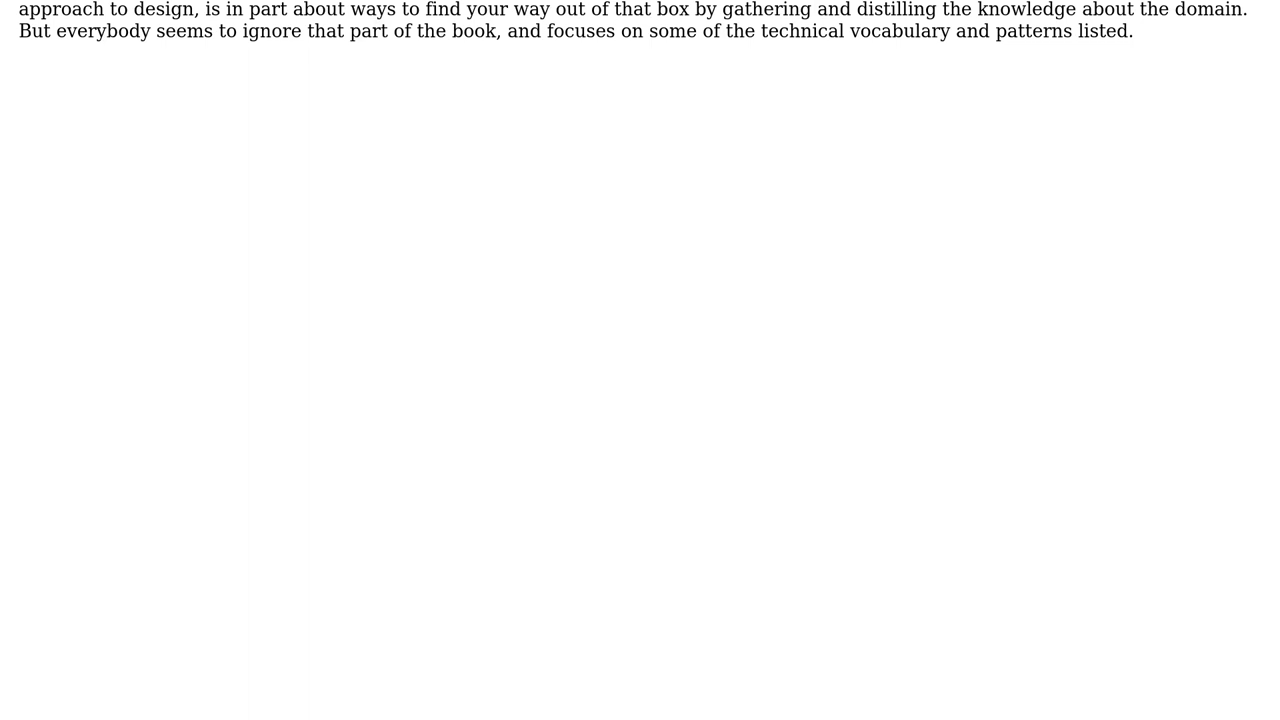 approach to design, is in part about ways to find your way out of that box by gathering and distilling the knowledge about the domain.
But everybody seems to ignore that part of the book, and focuses on some of the technical vocabulary and patterns listed.